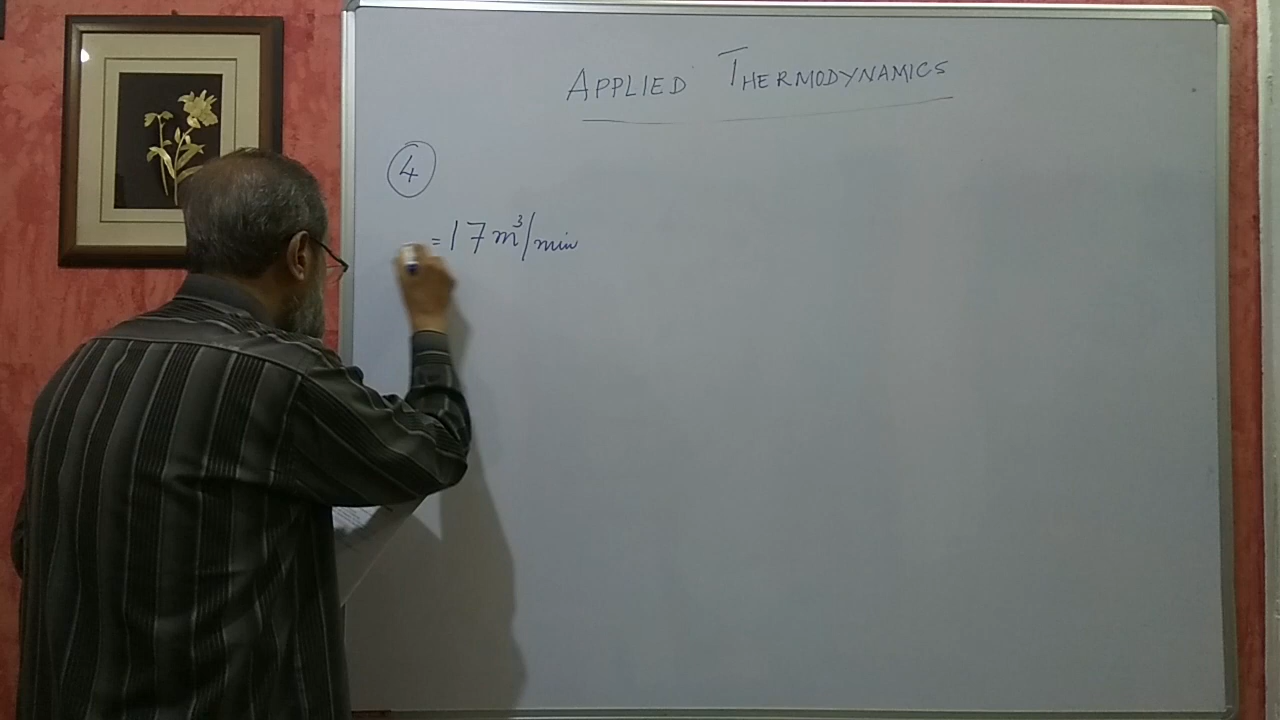 APPLIED THERMODYNAMICS
4
= 17 m³/min